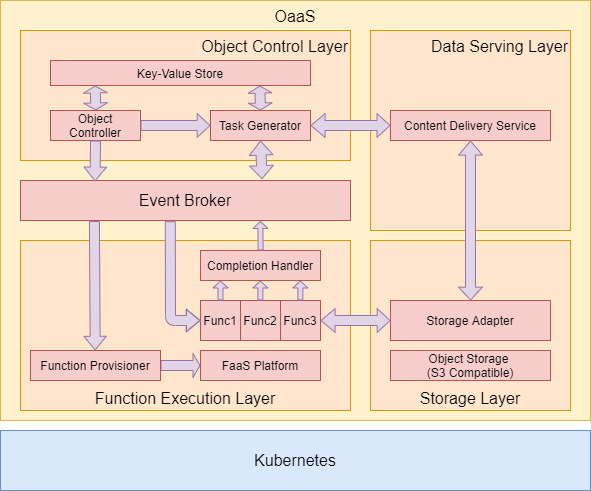 OaaS
Object Control Layer
Data Serving Layer
Key-Value Store
Object
Controller
Task Generator
Content Delivery Service
Event Broker
Completion Handler
Func1
Func2
Func3
Storage Adapter
Function Provisioner
FaaS Platform
Object Storage
(S3 Compatible)
Function Execution Layer
Storage Layer
Kubernetes